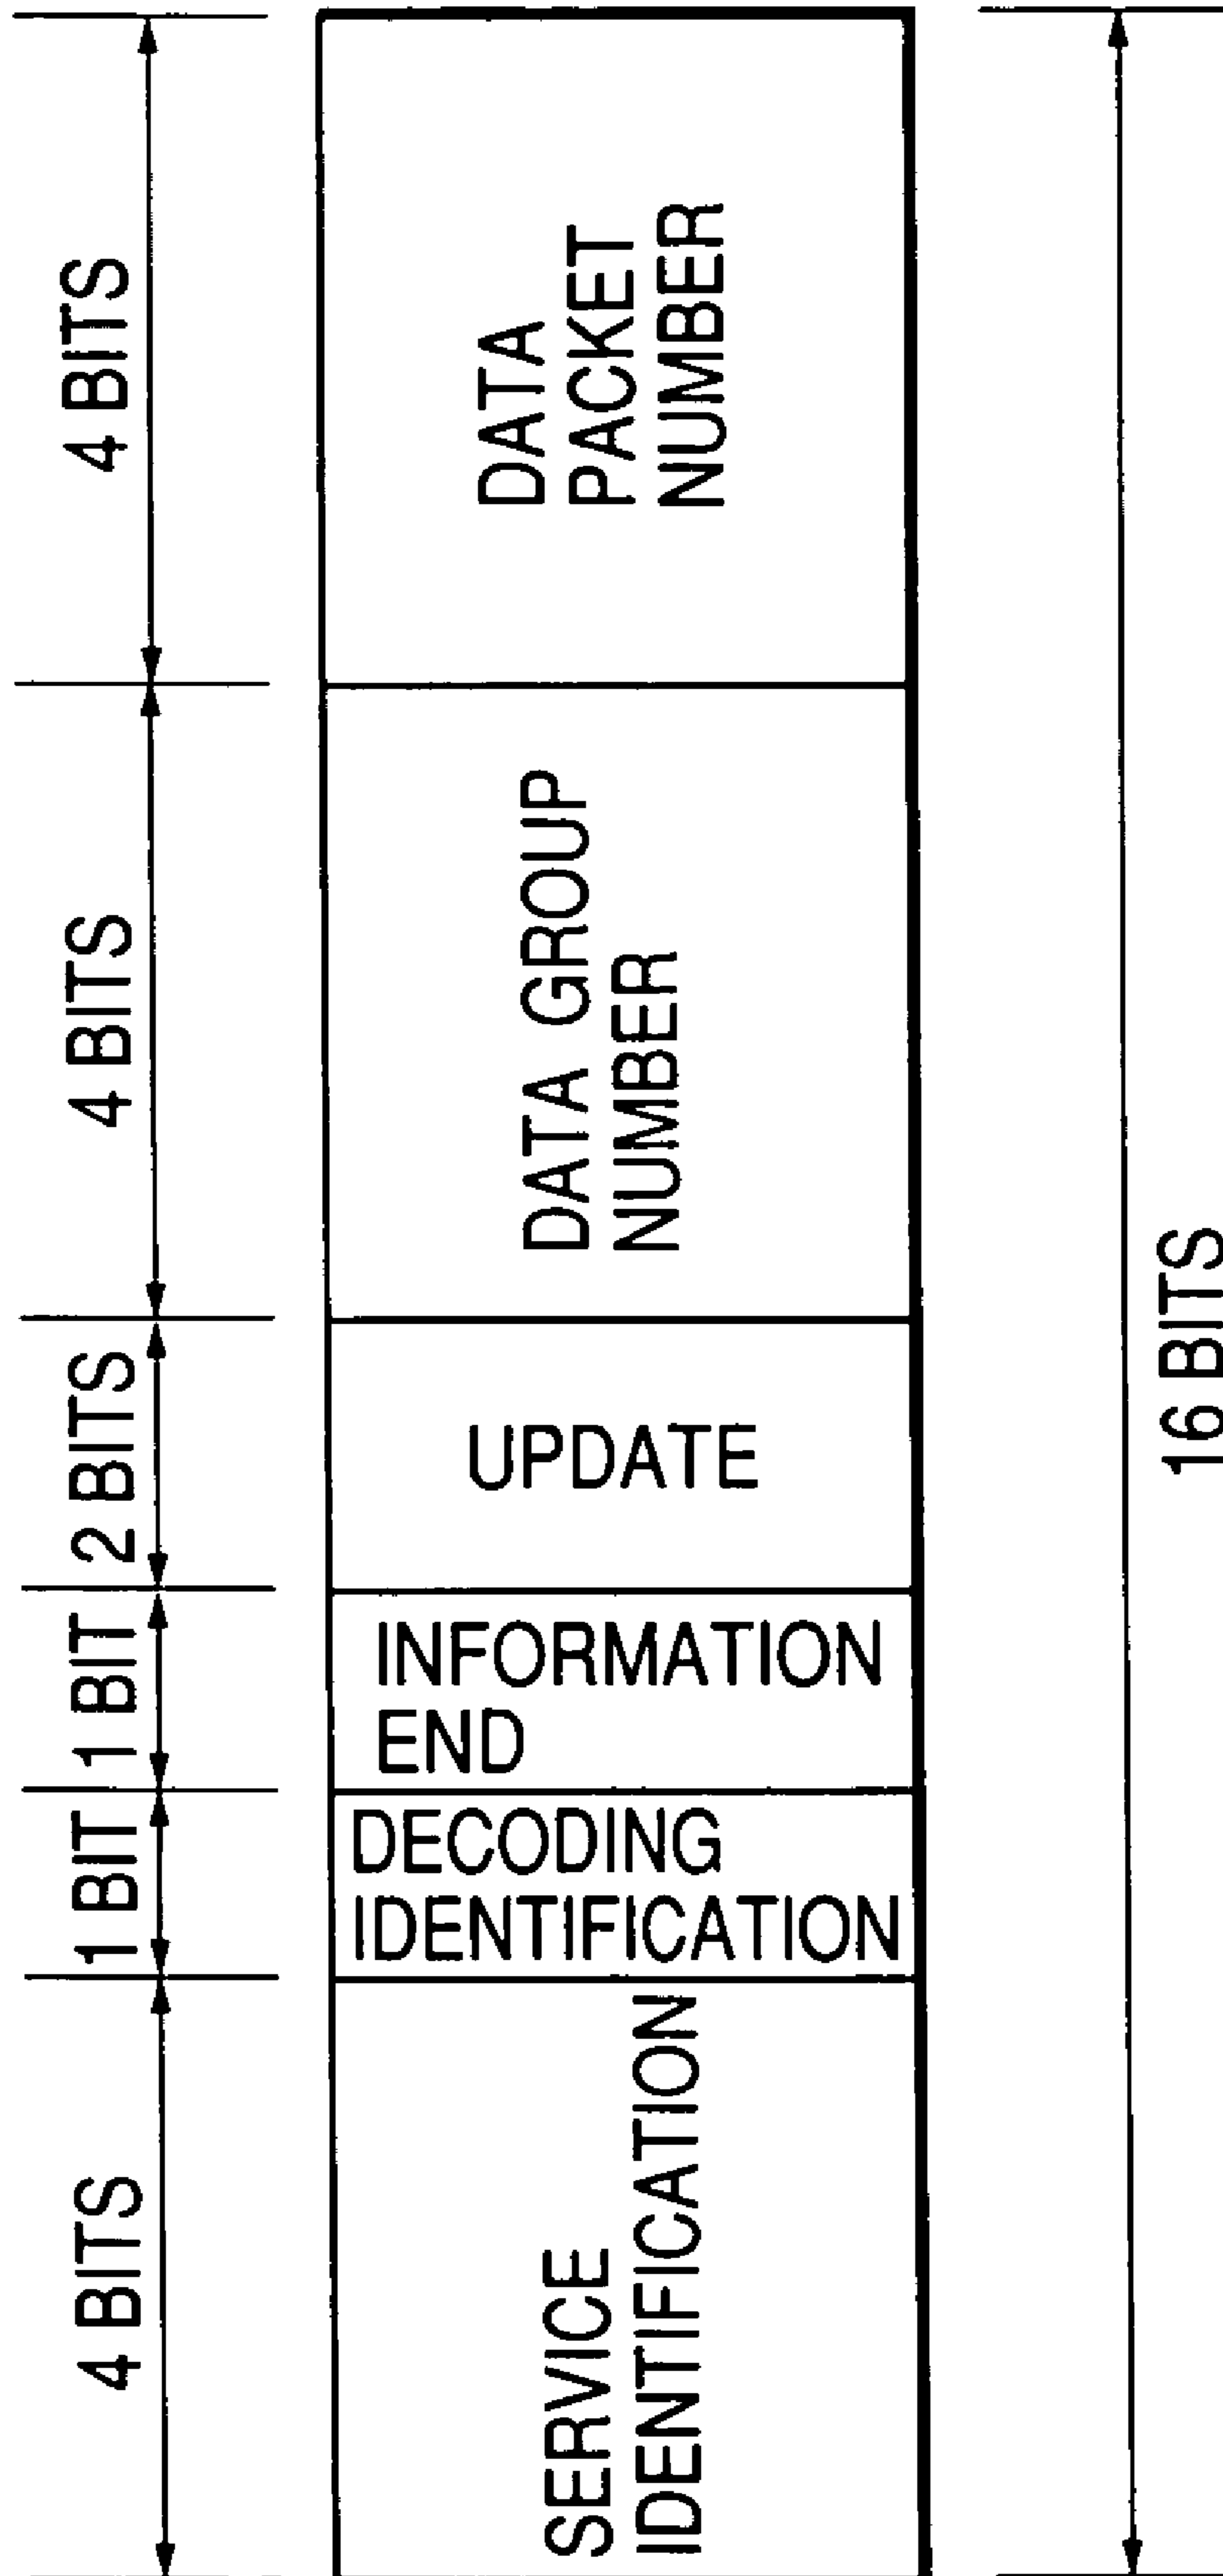 4 BITS
DATA
PACKET
NUMBER
4 BITS
DATA GROUP
NUMBER
2 BITS
UPDATE
1 BIT
INFORMATION
END
1 BIT
DECODING
IDENTIFICATION
4 BITS
SERVICE
IDENTIFICATION
16 BITS